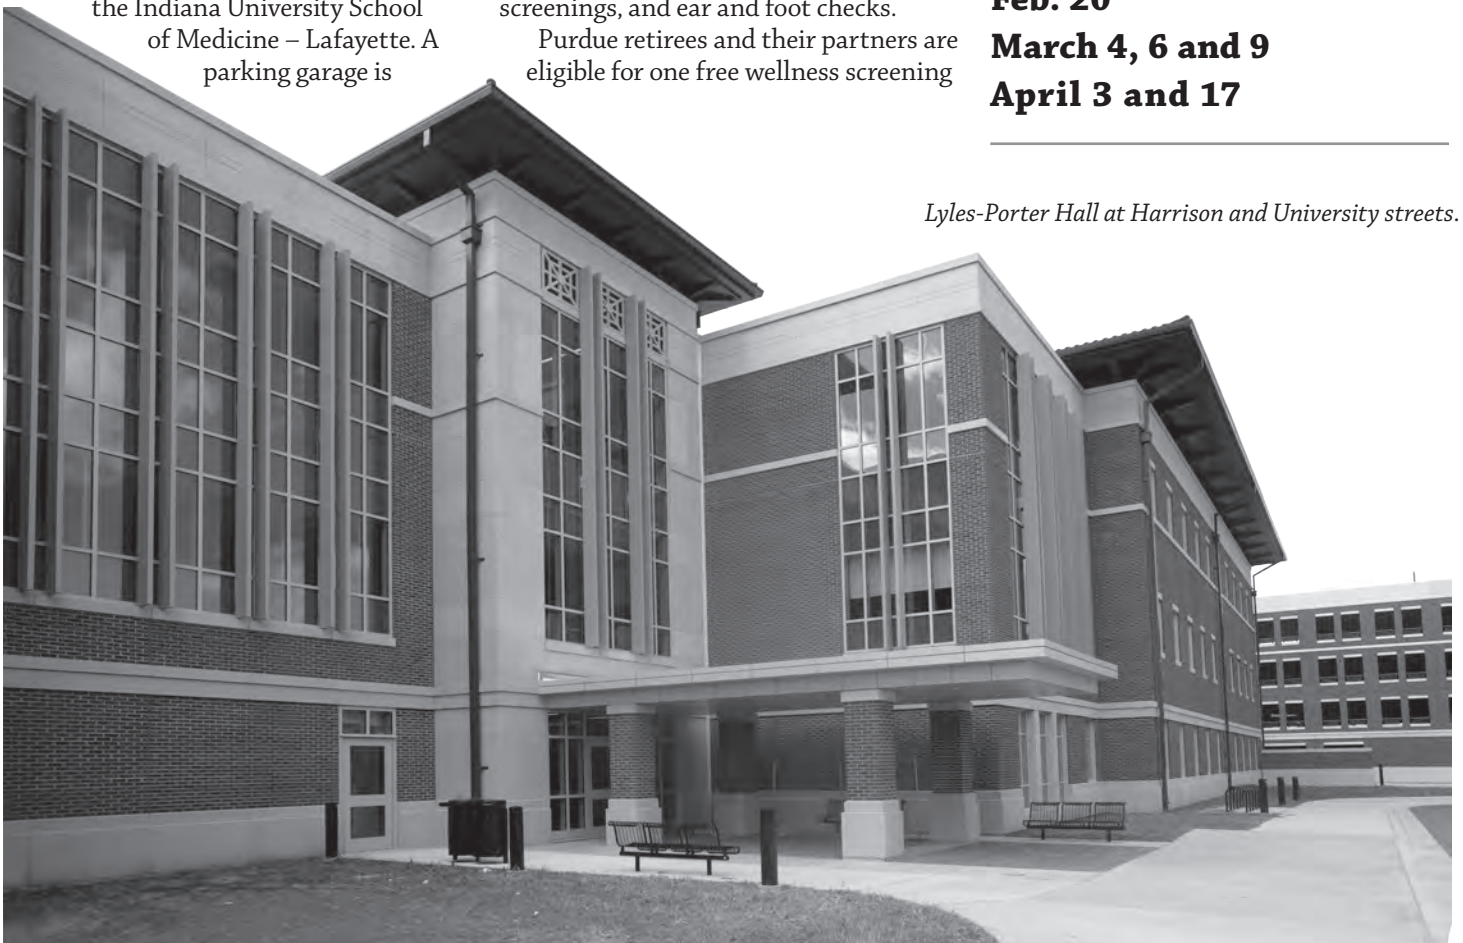 the Indiana University School
of Medicine – Lafayette. A
parking garage is
screenings, and ear and foot checks.
Purdue retirees and their partners are
eligible for one free wellness screening
Feb. 20
March 4, 6 and 9
April 3 and 17
Lyles-Porter Hall at Harrison and University streets.